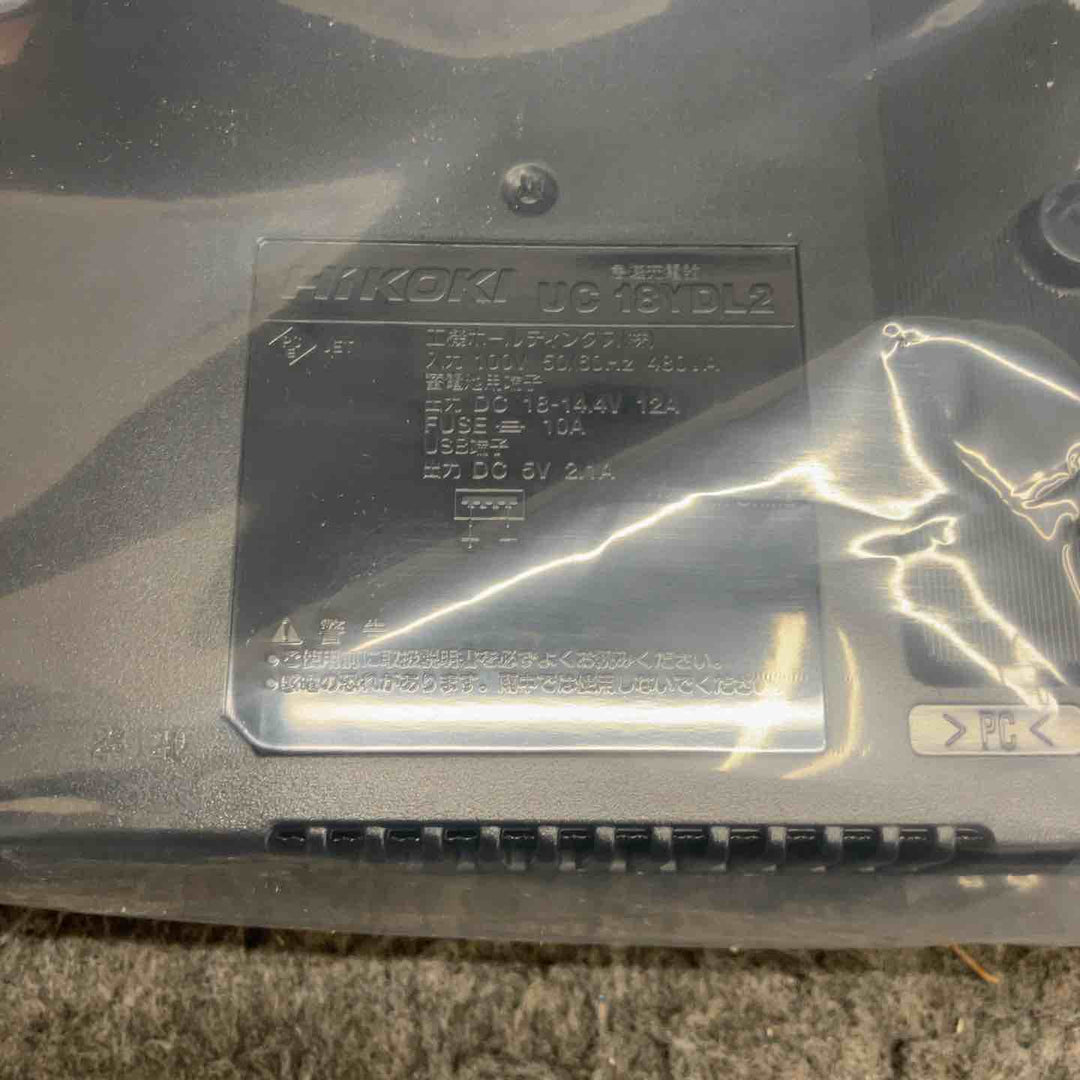 HiKOKI 急速充電器
UC 18YDL2
PS
E JET
工機ホールディングス(株)
入力 100V 50/60Hz 480VA
蓄電池用端子
出力 DC 18-14.4V 12A
FUSE 10A
USB端子
出力 DC 5V 2.1A
警告
•ご使用前に取扱説明書を必ずよくお読みください。
•感電の恐れがあります。雨中では使用しないでください。
>PC<